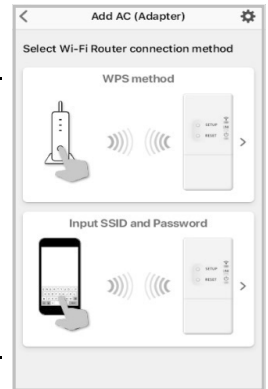 Add AC (Adapter)
Select Wi-Fi Router connection method
WPS method
SETUP
RESET
Input SSID and Password
SETUP
RESET